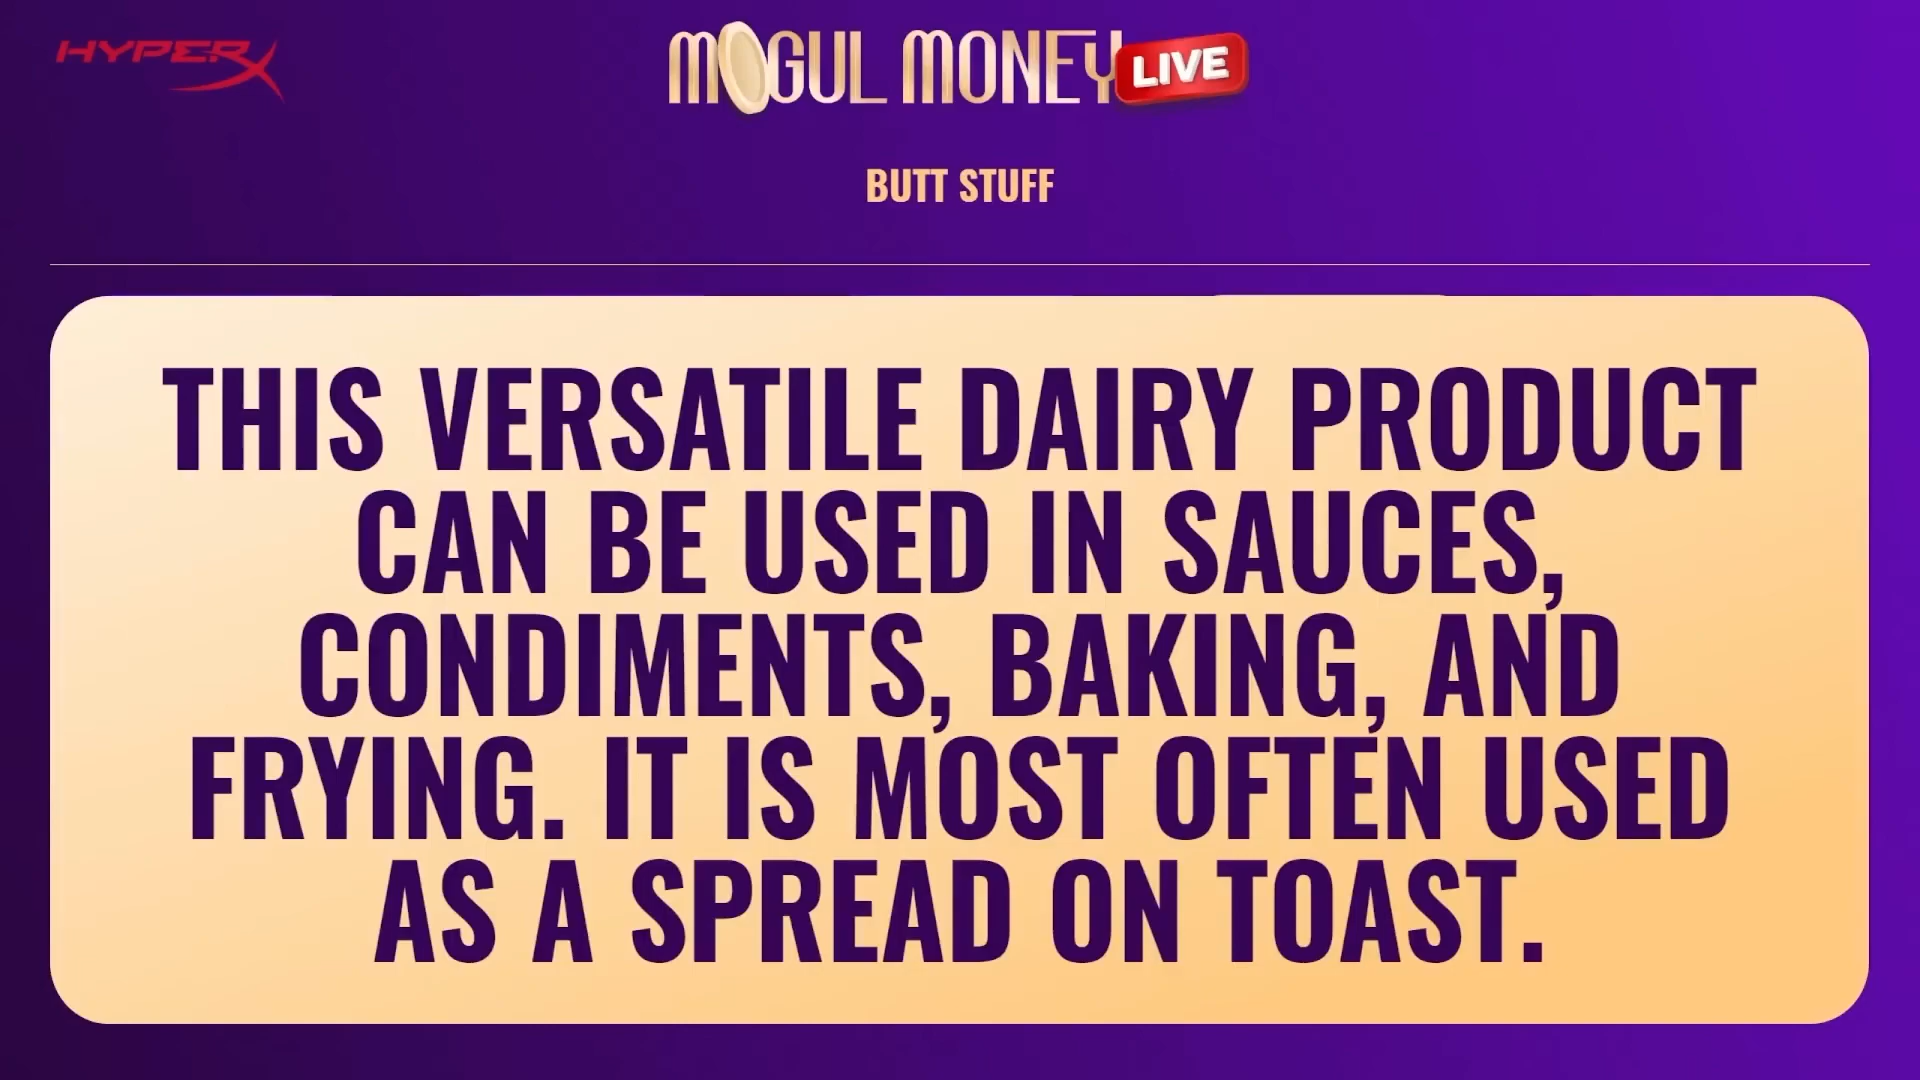 HYPERX
MOGUL MONEY LIVE
BUTT STUFF
THIS VERSATILE DAIRY PRODUCT
CAN BE USED IN SAUCES,
CONDIMENTS, BAKING, AND
FRYING. IT IS MOST OFTEN USED
AS A SPREAD ON TOAST.